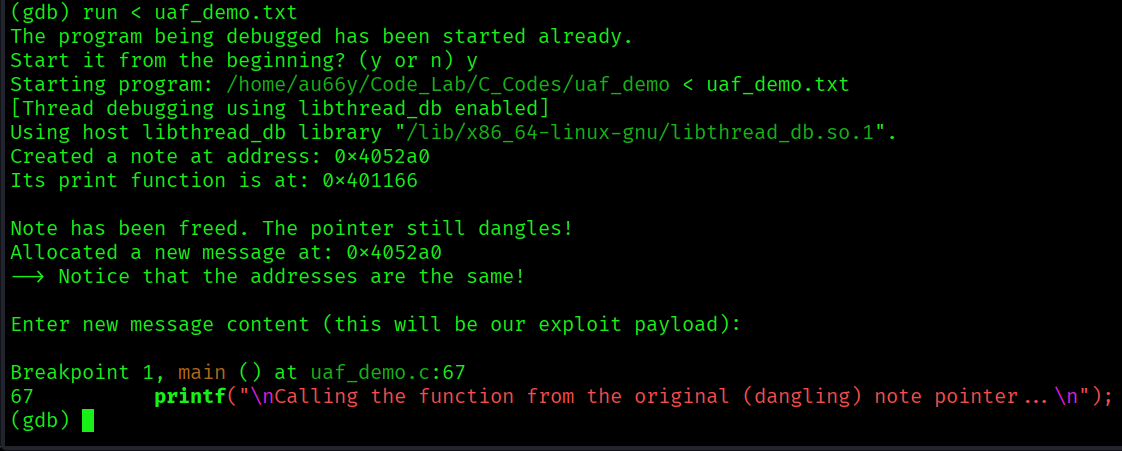 (gdb) run < uaf_demo.txt
The program being debugged has been started already.
Start it from the beginning? (y or n) y
Starting program: /home/au66y/Code_Lab/C_Codes/uaf_demo < uaf_demo.txt
[Thread debugging using libthread_db enabled]
Using host libthread_db library "/lib/x86_64-linux-gnu/libthread_db.so.1".
Created a note at address: 0×4052a0
Its print function is at: 0×401166
Note has been freed. The pointer still dangles!
Allocated a new message at: 0×4052a0
⟶ Notice that the addresses are the same!
Enter new message content (this will be our exploit payload):
Breakpoint 1, main () at uaf_demo.c:67
67          printf("\nCalling the function from the original (dangling) note pointer...\n");
(gdb)